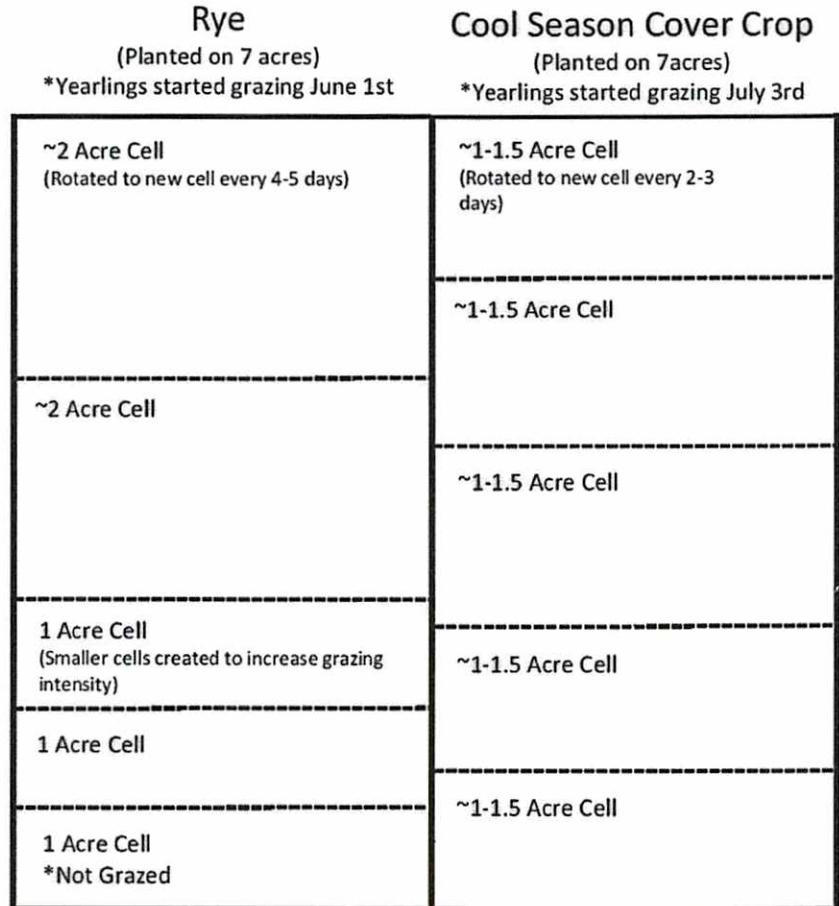 Rye
(Planted on 7 acres)
*Yearlings started grazing June 1st
~2 Acre Cell
(Rotated to new cell every 4-5 days)
~2 Acre Cell
1 Acre Cell
(Smaller cells created to increase grazing
intensity)
1 Acre Cell
1 Acre Cell
*Not Grazed
Cool Season Cover Crop
(Planted on 7acres)
*Yearlings started grazing July 3rd
~1-1.5 Acre Cell
(Rotated to new cell every 2-3
days)
~1-1.5 Acre Cell
~1-1.5 Acre Cell
~1-1.5 Acre Cell
~1-1.5 Acre Cell